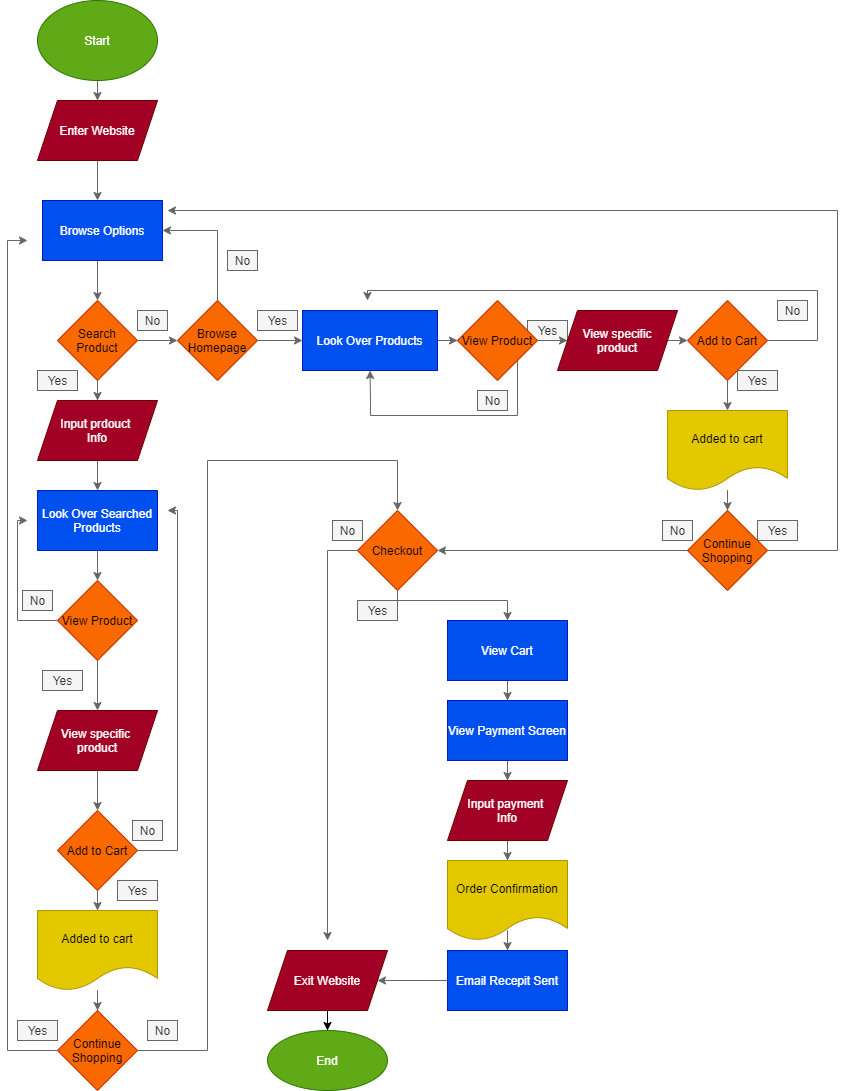 Start
Enter Website
Browse Options
No
Search
Product
No
Browse
Homepage
Yes
Look Over Products
View Product
Yes
No
View specific
product
Add to Cart
No
Yes
Added to cart
Continue
Shopping
No
Yes
Yes
Input prdouct
Info
Look Over Searched
Products
View Product
No
Yes
View specific
product
Add to Cart
No
Yes
Added to cart
Continue
Shopping
Yes
No
Checkout
No
Yes
View Cart
View Payment Screen
Input payment
Info
Order Confirmation
Email Recepit Sent
Exit Website
End